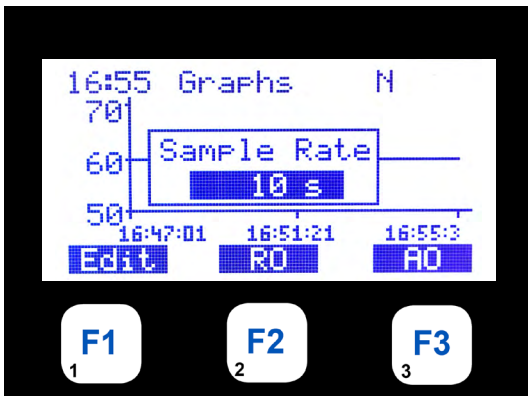 16:55 Graphs N
70
Sample Rate
60
10 s
50
16:47:01 16:51:21 16:55:3
Edit RO AO
F1 F2 F3
1 2 3